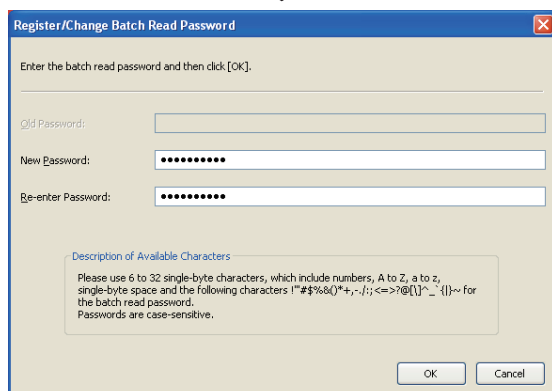 Register/Change Batch Read Password
Enter the batch read password and then click [OK].
Old Password:
New Password: ●●●●●●●●●●
Re-enter Password: ●●●●●●●●●●
Description of Available Characters
Please use 6 to 32 single-byte characters, which include numbers, A to Z, a to z,
single-byte space and the following characters !"'#$%&()*+,-./:;<=>?@[\]^_`{|}~ for
the batch read password.
Passwords are case-sensitive.
OK Cancel